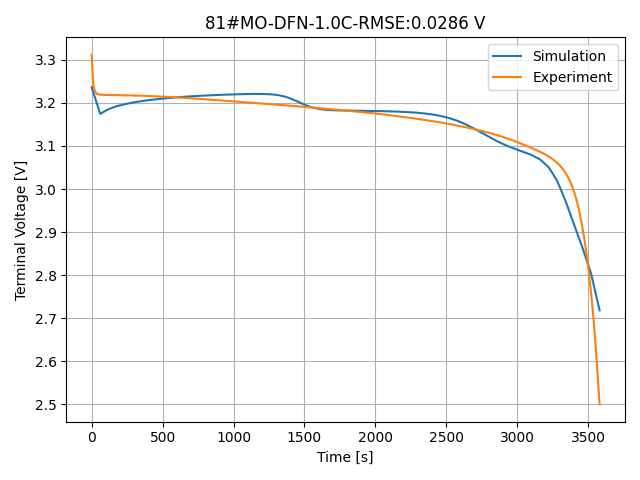 81#MO-DFN-1.0C-RMSE:0.0286 V
Simulation
Experiment
Terminal Voltage [V]
3.3
3.2
3.1
3.0
2.9
2.8
2.7
2.6
2.5
0 500 1000 1500 2000 2500 3000 3500
Time [s]